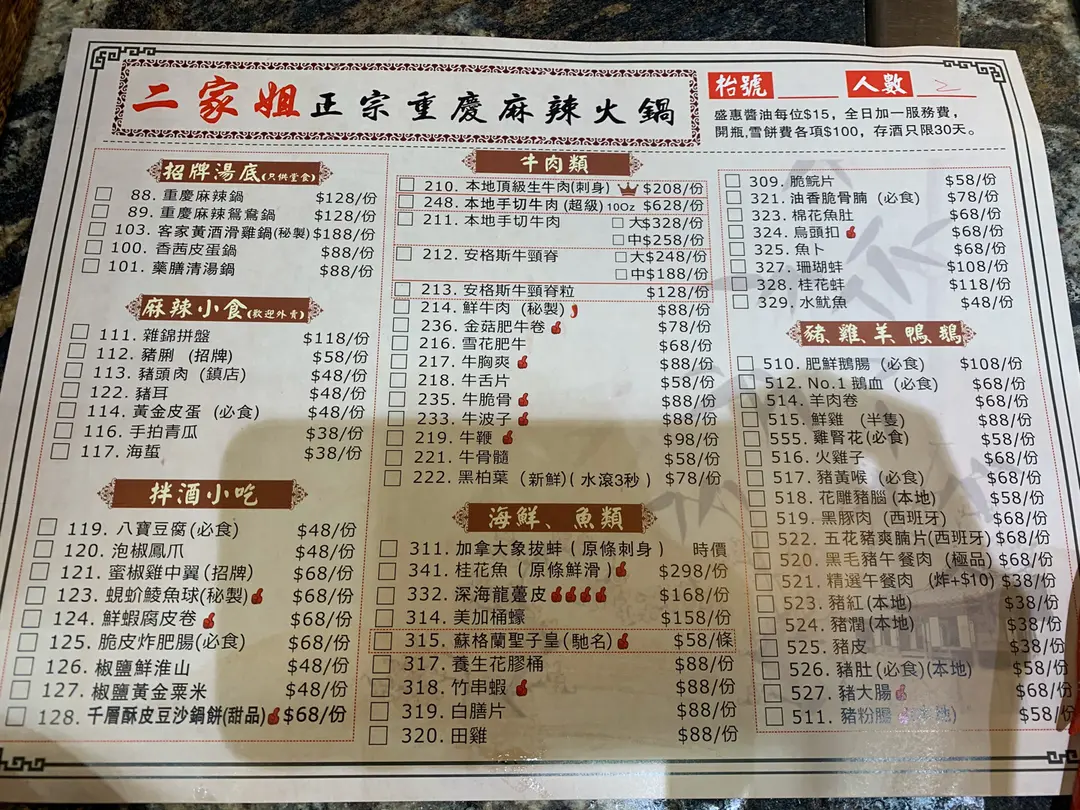 二家姐正宗重慶麻辣火鍋
枱號
人數 2
盛惠醬油每位$15，全日加一服務費，
開瓶,雪餅費各項$100，存酒只限30天。
招牌湯底(只供堂食)
88. 重慶麻辣鍋 $128/份
89. 重慶麻辣鴛鴦鍋 $128/份
103. 客家黃酒滑雞鍋(秘製) $188/份
100. 香茜皮蛋鍋 $88/份
101. 藥膳清湯鍋 $88/份
麻辣小食(歡迎外賣)
111. 雜錦拼盤 $118/份
112. 豬脷 (招牌) $58/份
113. 豬頭肉 (鎮店) $48/份
122. 豬耳 $48/份
114. 黃金皮蛋 (必食) $48/份
116. 手拍青瓜 $38/份
117. 海蜇 $38/份
拌酒小吃
119. 八寶豆腐(必食) $48/份
120. 泡椒鳳爪 $48/份
121. 蜜椒雞中翼(招牌) $68/份
123. 蜆蚧鯪魚球(秘製) $68/份
124. 鮮蝦腐皮卷 $68/份
125. 脆皮炸肥腸(必食) $68/份
126. 椒鹽鮮淮山 $48/份
127. 椒鹽黃金粟米 $48/份
128. 千層酥皮豆沙鍋餅(甜品) $68/份
牛肉類
210. 本地頂級生牛肉(刺身) $208/份
248. 本地手切牛肉 (超級) 10Oz $628/份
211. 本地手切牛肉 大$328/份
中$258/份
212. 安格斯牛頸脊 大$248/份
中$188/份
213. 安格斯牛頸脊粒 $128/份
214. 鮮牛肉 (秘製) $88/份
236. 金菇肥牛卷 $78/份
216. 雪花肥牛 $68/份
217. 牛胸爽 $88/份
218. 牛舌片 $58/份
235. 牛脆骨 $88/份
233. 牛波子 $88/份
219. 牛鞭 $98/份
221. 牛骨髓 $58/份
222. 黑柏葉 (新鮮)(水滾3秒) $78/份
海鮮、魚類
311. 加拿大象拔蚌(原條刺身) 時價
341. 桂花魚(原條鮮滑) $298/份
332. 深海龍躉皮 $168/份
314. 美加桶蠔 $158/份
315. 蘇格蘭聖子皇(馳名) $58/條
317. 養生花膠桶 $88/份
318. 竹串蝦 $88/份
319. 白膳片 $88/份
320. 田雞 $88/份
309. 脆鯇片 $58/份
321. 油香脆骨腩 (必食) $78/份
323. 棉花魚肚 $68/份
324. 烏頭扣 $68/份
325. 魚卜 $68/份
327. 珊瑚蚌 $108/份
328. 桂花蚌 $118/份
329. 水魷魚 $48/份
豬、雞、羊、鴨、鵝
510. 肥鮮鵝腸 (必食) $108/份
512. No.1 鵝血 (必食) $68/份
514. 羊肉卷 $68/份
515. 鮮雞 (半隻) $88/份
555. 雞腎花(必食) $58/份
516. 火雞子 $68/份
517. 豬黃喉 (必食) $68/份
518. 花雕豬腦 (本地) $58/份
519. 黑豚肉 (西班牙) $68/份
522. 五花豬爽腩片(西班牙) $68/份
520. 黑毛豬午餐肉 (極品) $68/份
521. 精選午餐肉 (炸+$10) $38/份
523. 豬紅(本地) $38/份
524. 豬潤(本地) $38/份
525. 豬皮 $38/份
526. 豬肚(必食)(本地) $58/份
527. 豬大腸 $68/份
511. 豬粉腸 $58/份